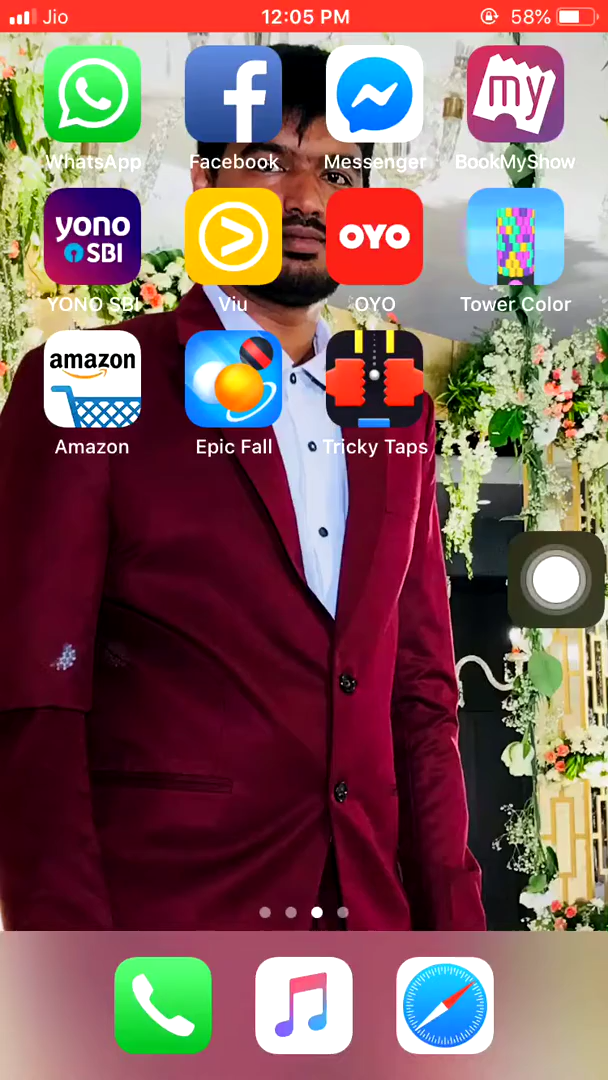 Jio 12:05 PM 58%
my
WhatsApp Facebook Messenger BookMyShow
yono
SBI
OYO
YONO SBI Viu OYO Tower Color
amazon
Amazon Epic Fall Tricky Taps